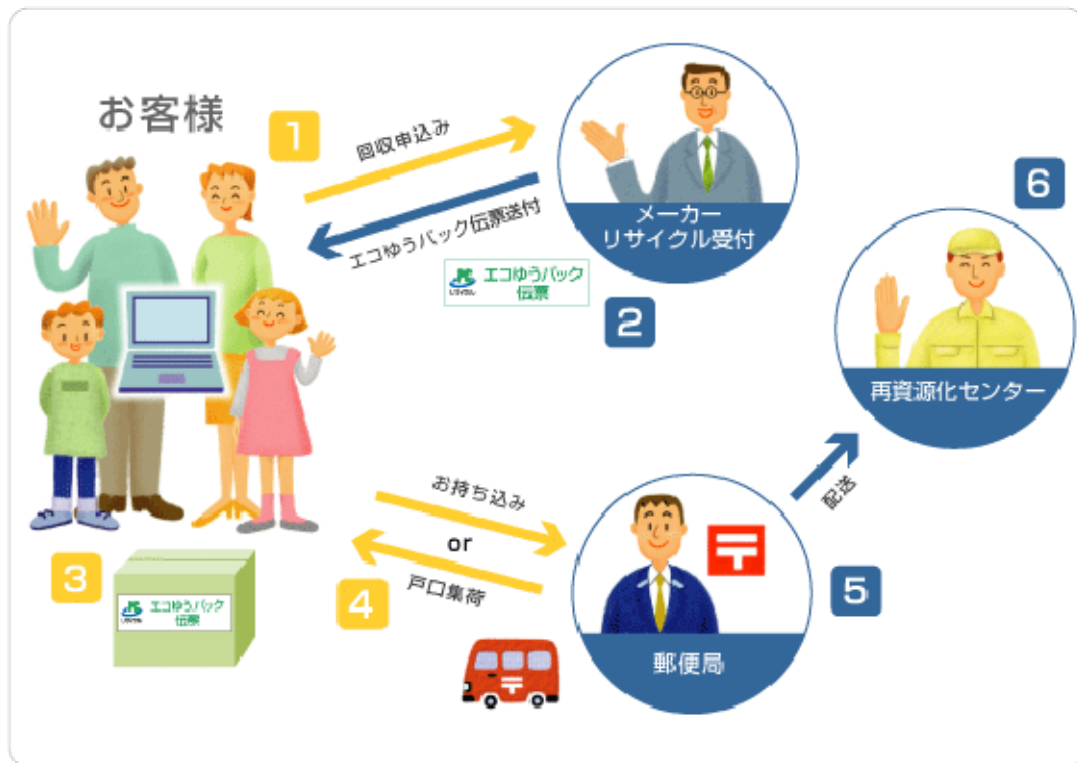 お客様
1
回収申込み
エコゆうパック伝票送付
メーカー
リサイクル受付
エコゆうパック
伝票
2
6
再資源化センター
お持ち込み
or
戸口集荷
配送
3
エコゆうパック
伝票
4
5
郵便局